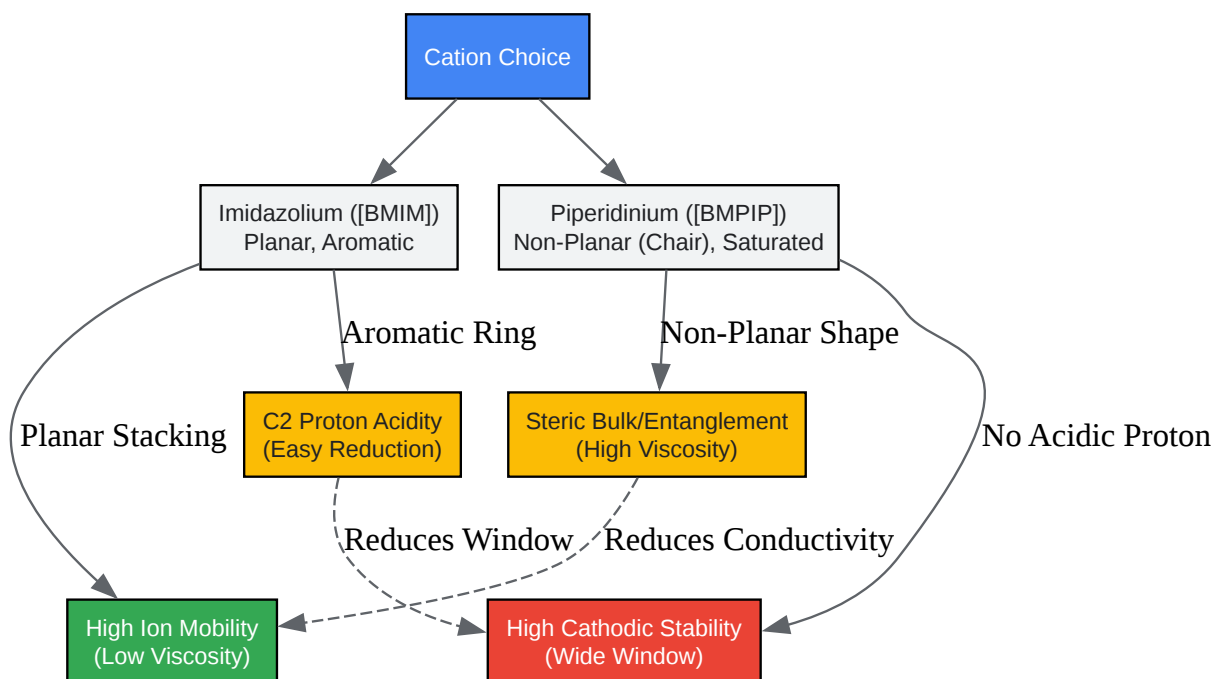 Cation Choice
Imidazolium ([BMIM])
Planar, Aromatic
Piperidinium ([BMPIP])
Non-Planar (Chair), Saturated
Aromatic Ring
Non-Planar Shape
Planar Stacking
C2 Proton Acidity
(Easy Reduction)
Steric Bulk/Entanglement
(High Viscosity)
No Acidic Proton
Reduces Window
Reduces Conductivity
High Ion Mobility
(Low Viscosity)
High Cathodic Stability
(Wide Window)